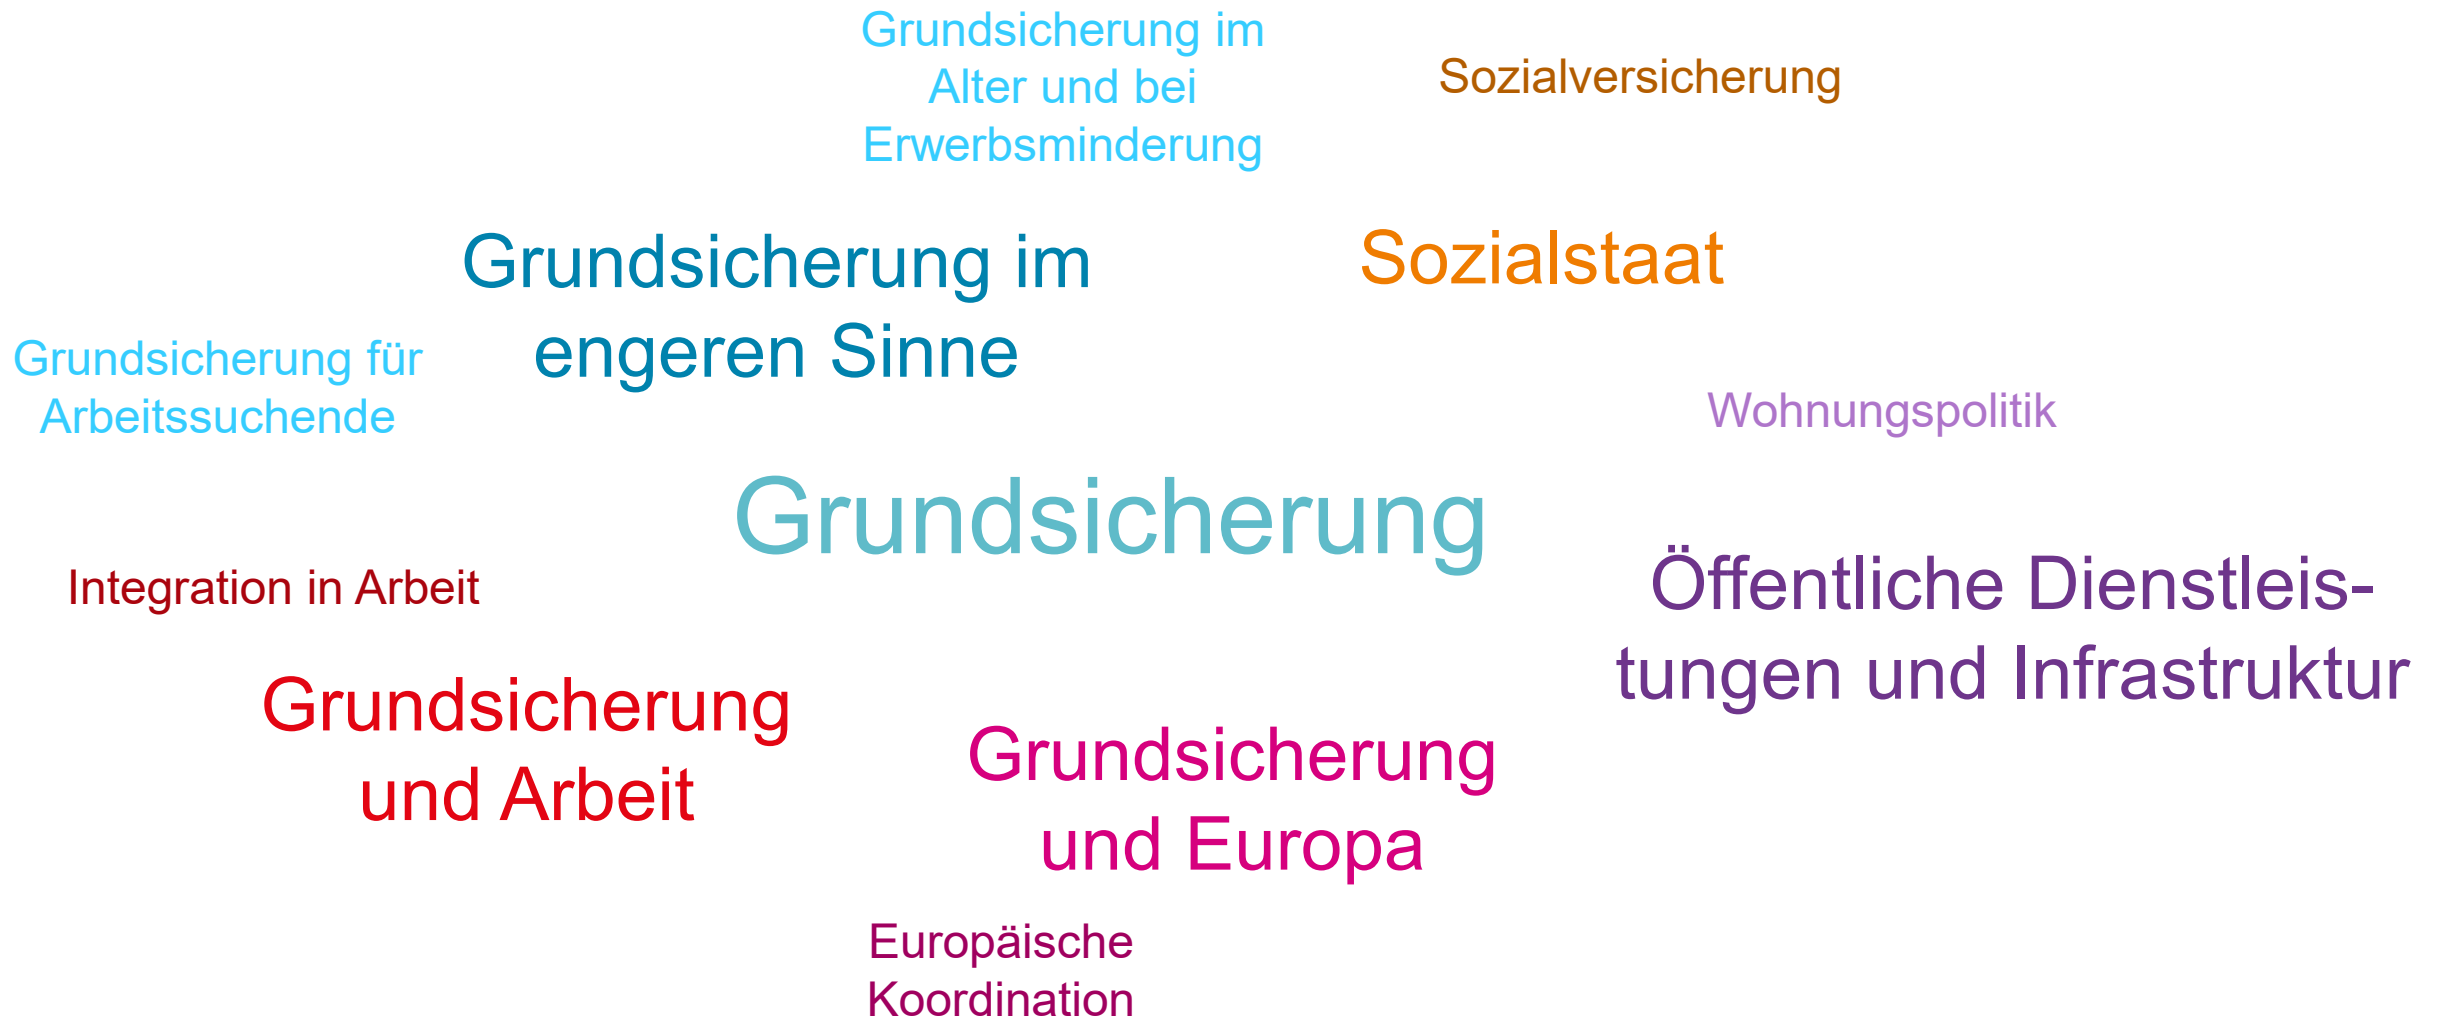 Grundsicherung im
Alter und bei
Erwerbsminderung
Sozialversicherung
Grundsicherung im
engeren Sinne
Sozialstaat
Grundsicherung für
Arbeitssuchende
Wohnungspolitik
Grundsicherung
Integration in Arbeit
Öffentliche Dienstleis-
tungen und Infrastruktur
Grundsicherung
und Arbeit
Grundsicherung
und Europa
Europäische
Koordination